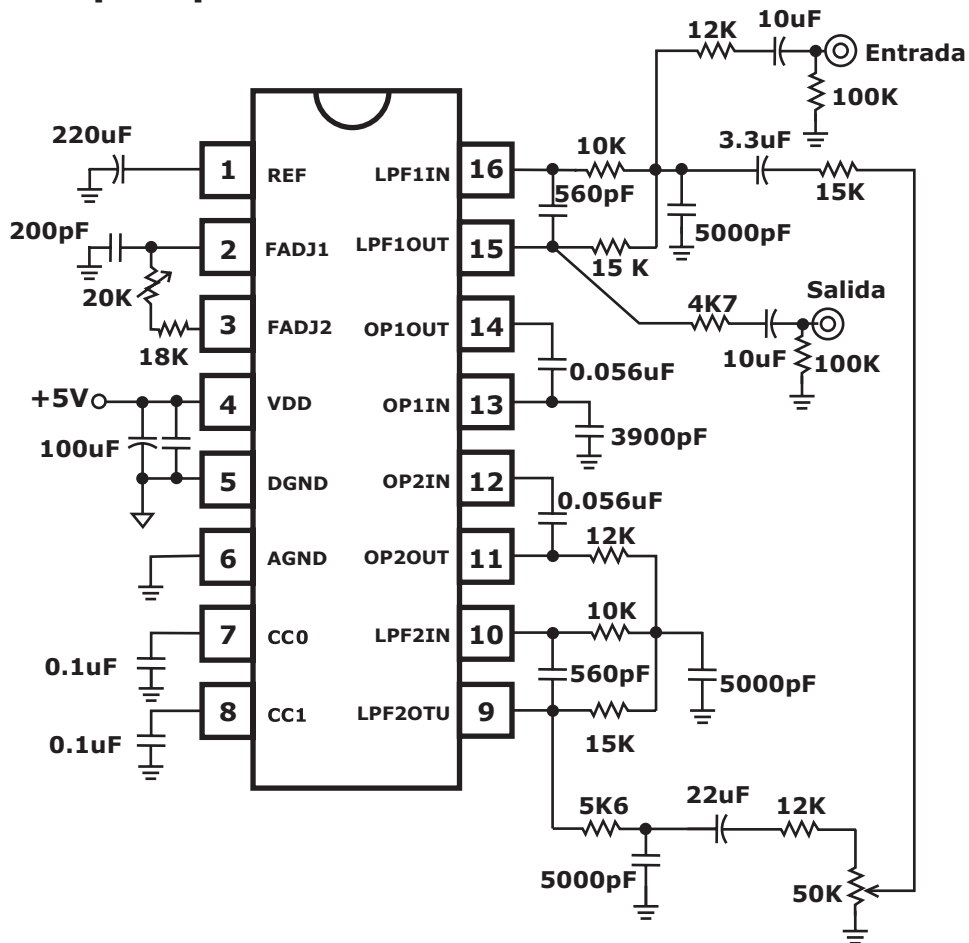 10uF
12K
Entrada
100K
220uF
10K
3.3uF
1
REF
LPF1IN
16
560pF
15K
200pF
5000pF
2
FADJ1
LPF1OUT
15
15 K
20K
4K7
Salida
3
FADJ2
OP1OUT
14
18K
10uF
100K
0.056uF
+5V
4
VDD
OP1IN
13
100uF
3900pF
5
DGND
OP2IN
12
0.056uF
12K
6
AGND
OP2OUT
11
10K
7
CC0
LPF2IN
10
0.1uF
560pF
5000pF
8
CC1
LPF2OTU
9
0.1uF
15K
5K6
22uF
12K
5000pF
50K